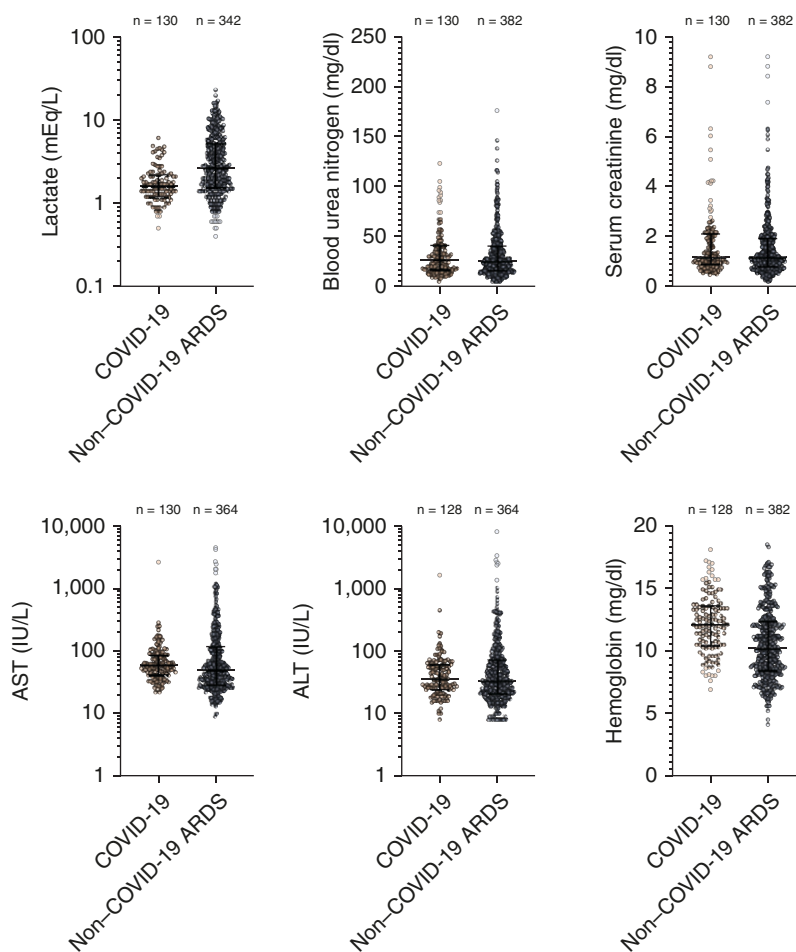 n = 130 n = 342
Lactate (mEq/L)
100
10
1
0.1
COVID-19
Non–COVID-19 ARDS
n = 130 n = 382
Blood urea nitrogen (mg/dl)
250
200
150
100
50
0
COVID-19
Non–COVID-19 ARDS
n = 130 n = 382
Serum creatinine (mg/dl)
10
8
6
4
2
0
COVID-19
Non–COVID-19 ARDS
n = 130 n = 364
AST (IU/L)
10,000
1,000
100
10
1
COVID-19
Non–COVID-19 ARDS
n = 128 n = 364
ALT (IU/L)
10,000
1,000
100
10
1
COVID-19
Non–COVID-19 ARDS
n = 128 n = 382
Hemoglobin (mg/dl)
20
15
10
5
0
COVID-19
Non–COVID-19 ARDS